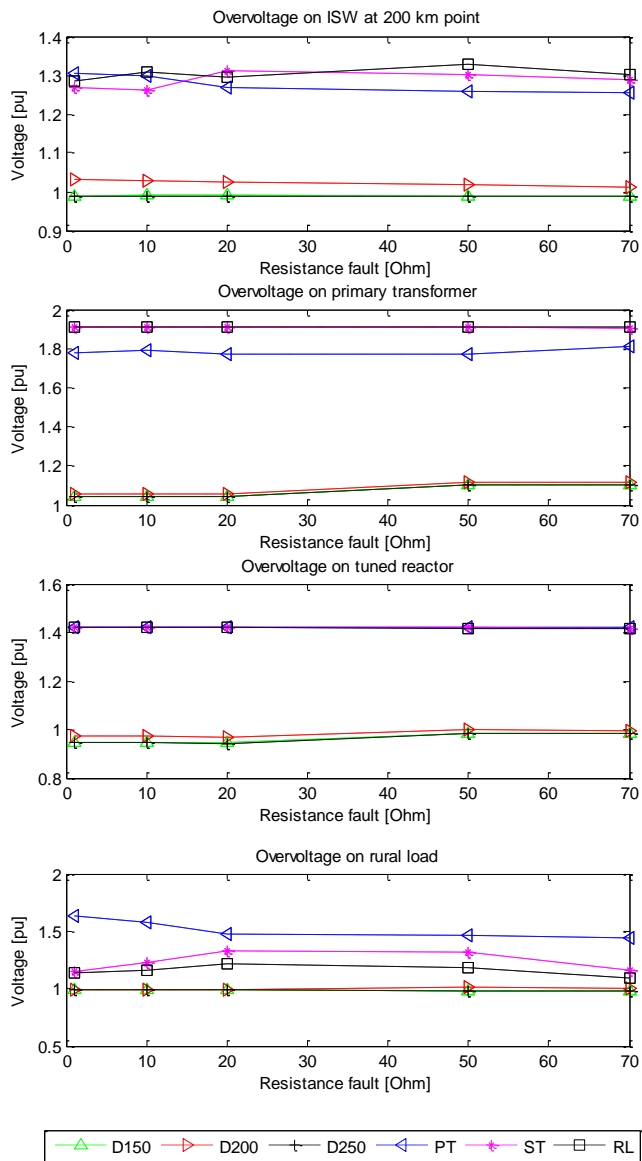 Overvoltage on ISW at 200 km point
1.4
1.3
1.2
1.1
1
0.9
Voltage [pu]
0 10 20 30 40 50 60 70
Resistance fault [Ohm]
Overvoltage on primary transformer
2
1.8
1.6
1.4
1.2
1
Voltage [pu]
0 10 20 30 40 50 60 70
Resistance fault [Ohm]
Overvoltage on tuned reactor
1.6
1.4
1.2
1
0.8
Voltage [pu]
0 10 20 30 40 50 60 70
Resistance fault [Ohm]
Overvoltage on rural load
2
1.5
1
0.5
Voltage [pu]
0 10 20 30 40 50 60 70
Resistance fault [Ohm]
D150 D200 D250 PT ST RL